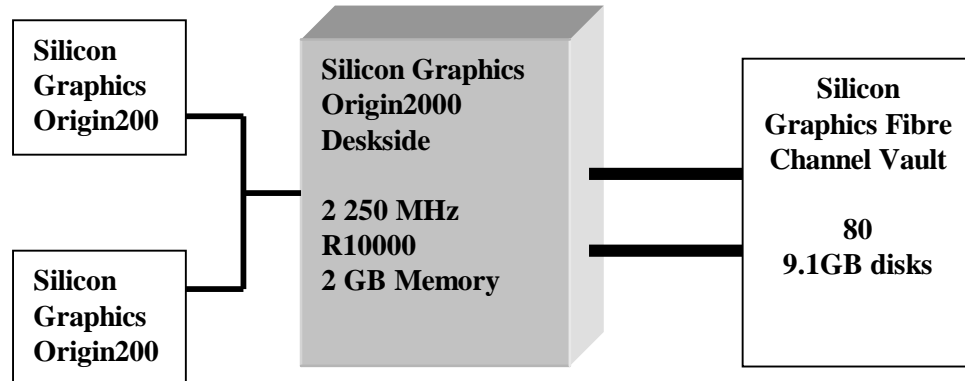 Silicon
Graphics
Origin200
Silicon
Graphics
Origin200
Silicon Graphics
Origin2000
Deskside
2 250 MHz
R10000
2 GB Memory
Silicon
Graphics Fibre
Channel Vault
80
9.1GB disks